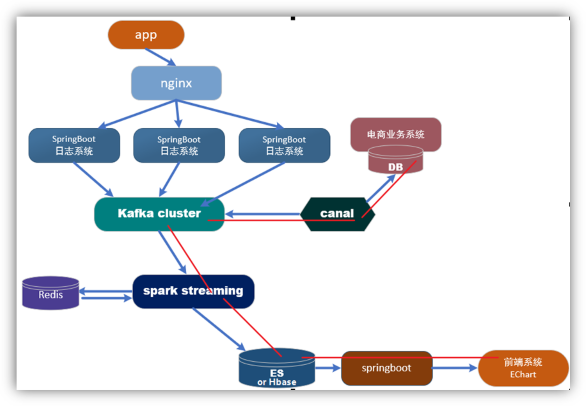 app
nginx
SpringBoot
日志系统
SpringBoot
日志系统
SpringBoot
日志系统
电商业务系统
DB
Kafka cluster
canal
Redis
spark streaming
ES
or Hbase
springboot
前端系统
EChart